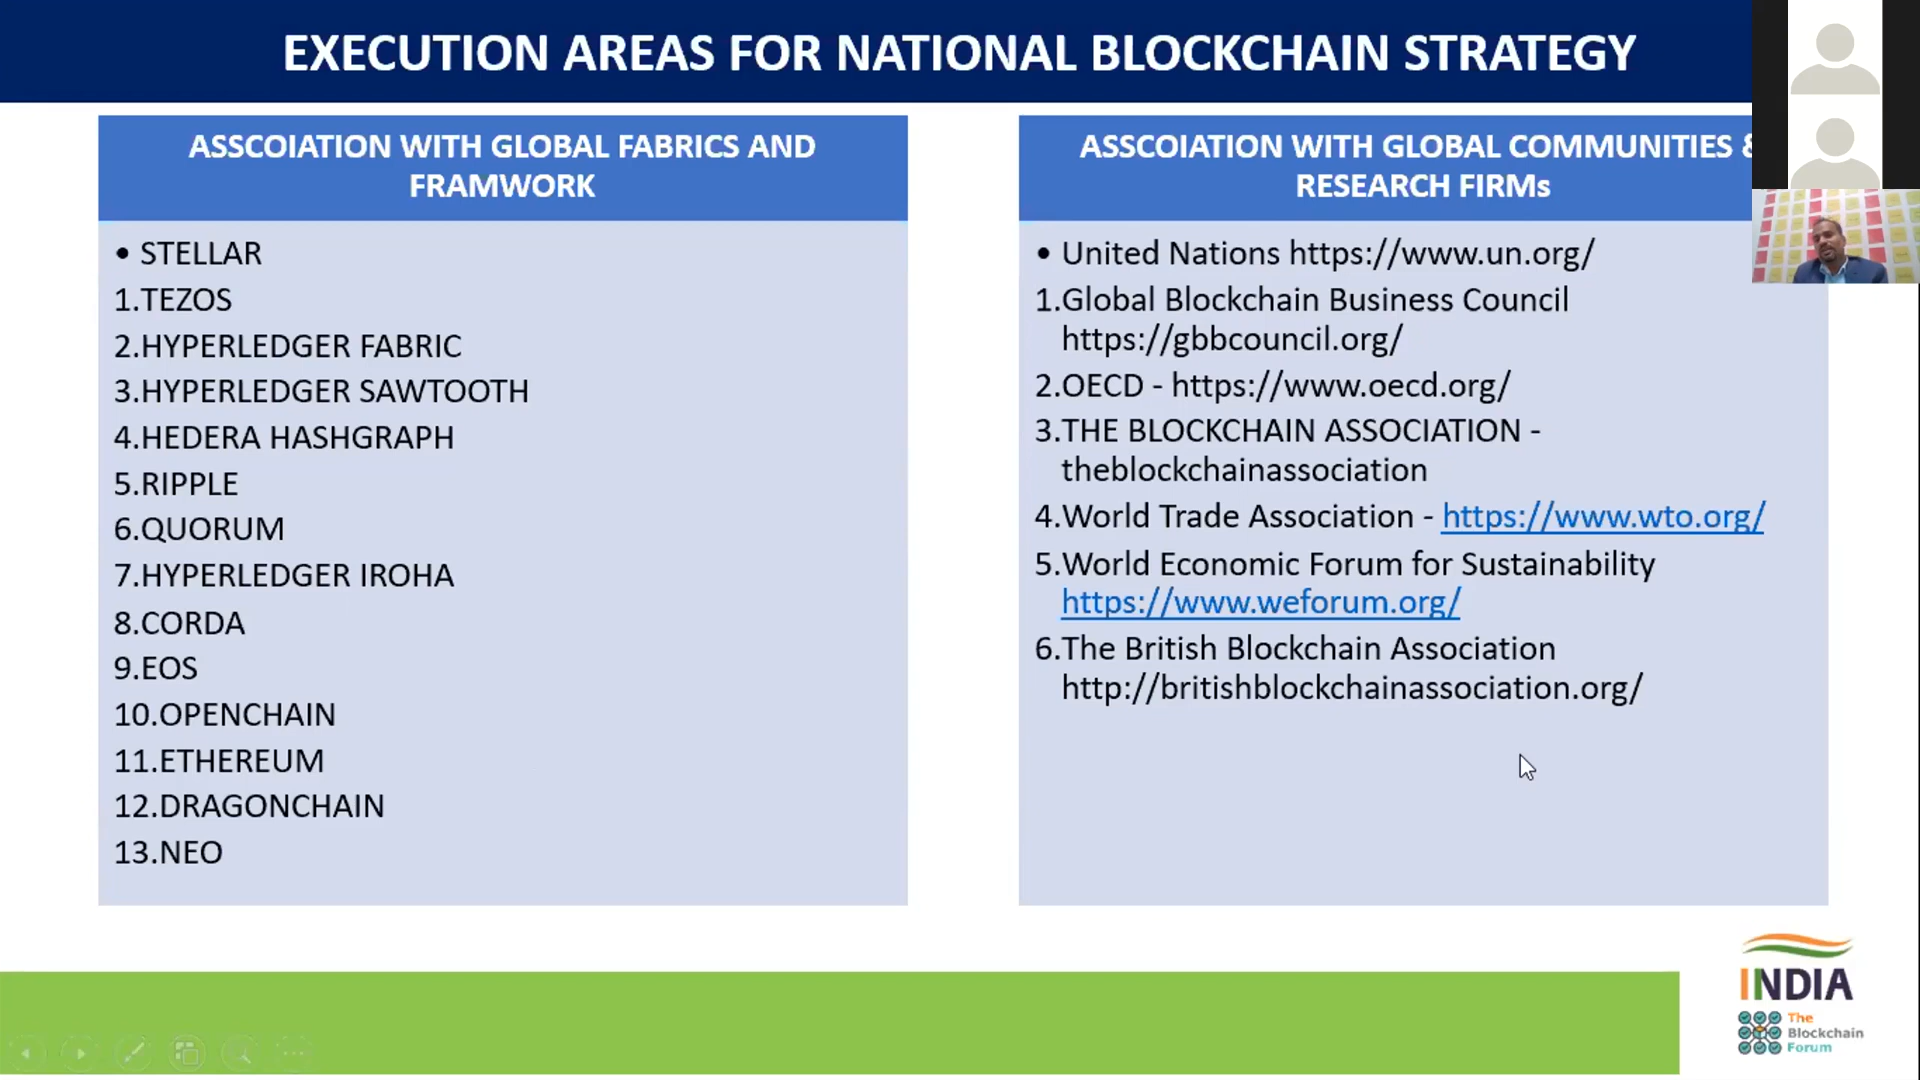 EXECUTION AREAS FOR NATIONAL BLOCKCHAIN STRATEGY
ASSCOIATION WITH GLOBAL FABRICS AND
FRAMWORK
• STELLAR
1.TEZOS
2.HYPERLEDGER FABRIC
3.HYPERLEDGER SAWTOOTH
4.HEDERA HASHGRAPH
5.RIPPLE
6.QUORUM
7.HYPERLEDGER IROHA
8.CORDA
9.EOS
10.OPENCHAIN
11.ETHEREUM
12.DRAGONCHAIN
13.NEO
ASSCOIATION WITH GLOBAL COMMUNITIES &
RESEARCH FIRMs
• United Nations https://www.un.org/
1.Global Blockchain Business Council
https://gbbcouncil.org/
2.OECD - https://www.oecd.org/
3.THE BLOCKCHAIN ASSOCIATION -
theblockchainassociation
4.World Trade Association - https://www.wto.org/
5.World Economic Forum for Sustainability
https://www.weforum.org/
6.The British Blockchain Association
http://britishblockchainassociation.org/
INDIA
The
Blockchain
Forum